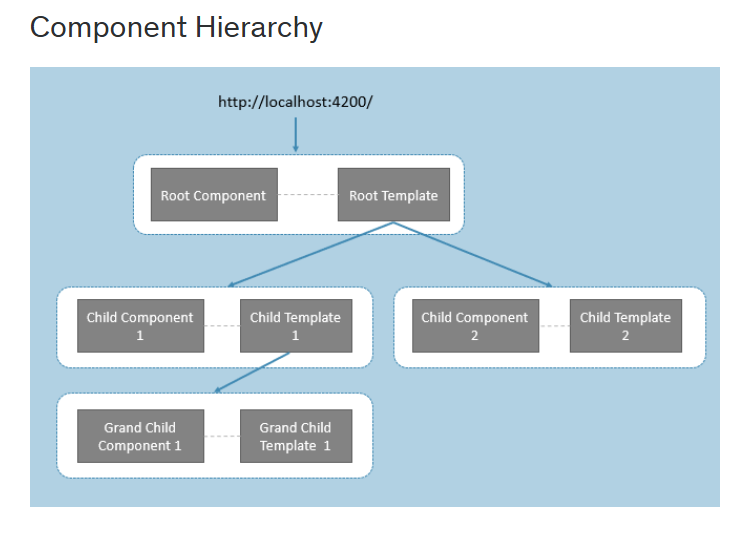 Component Hierarchy
http://localhost:4200/
Root Component
Root Template
Child Component
1
Child Template
1
Child Component
2
Child Template
2
Grand Child
Component 1
Grand Child
Template 1